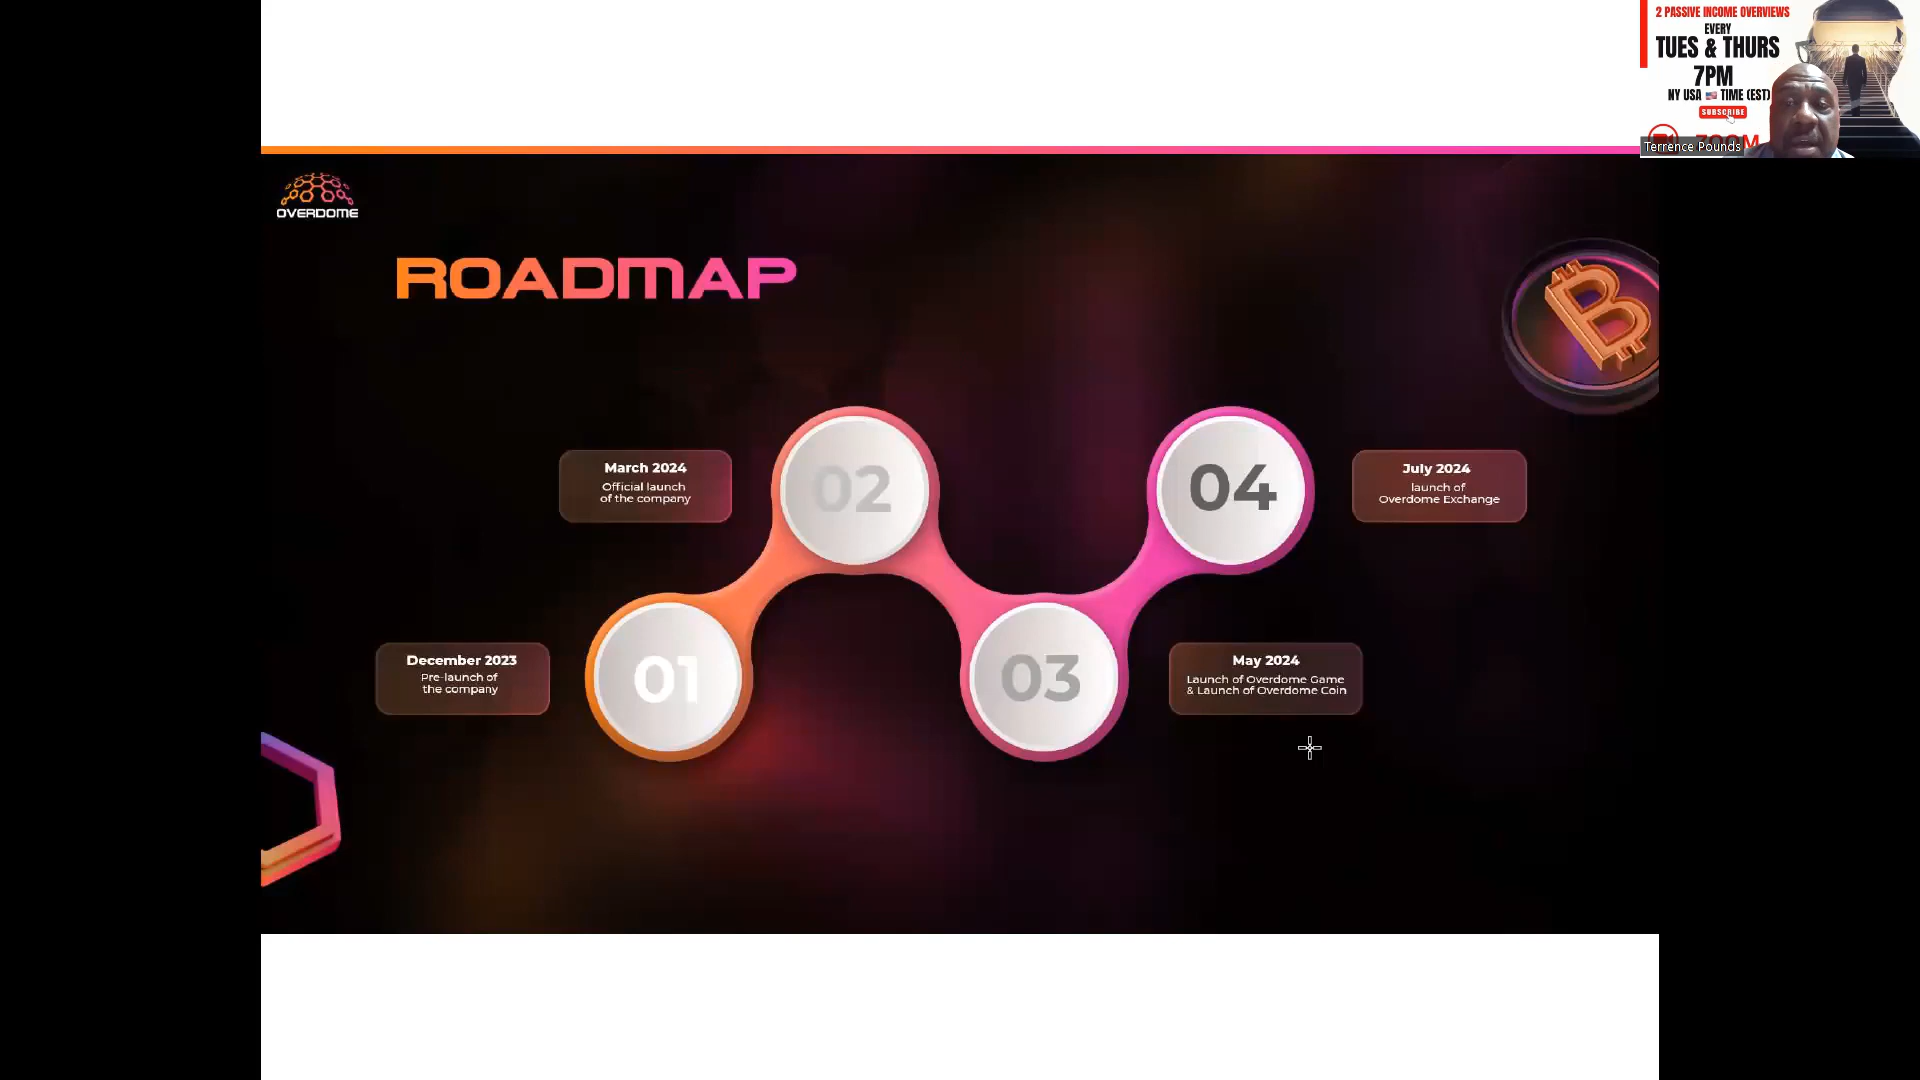 2 PASSIVE INCOME OVERVIEWS
EVERY
TUES & THURS
7PM
NY USA 🇺🇸 TIME (EST)
SUBSCRIBE
ZOOM
Terrence Pounds
OVERDOME
ROADMAP
March 2024
Official launch
of the company
02
04
July 2024
launch of
Overdome Exchange
December 2023
Pre-launch of
the company
01
03
May 2024
Launch of Overdome Game
& Launch of Overdome Coin